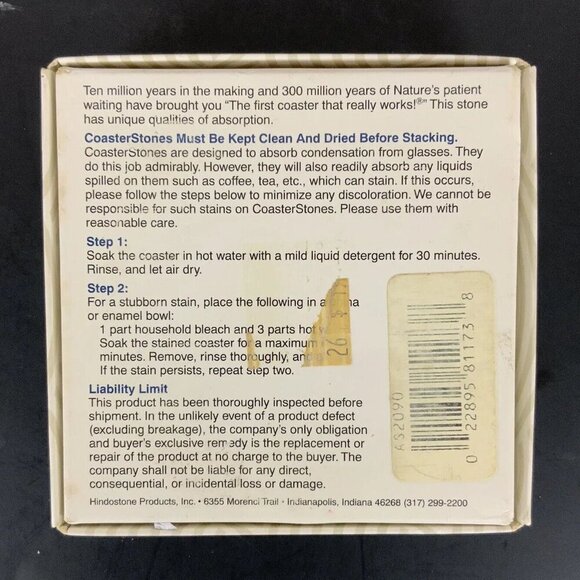 Ten million years in the making and 300 million years of Nature's patient
waiting have brought you "The first coaster that really works!®" This stone
has unique qualities of absorption.
CoasterStones Must Be Kept Clean And Dried Before Stacking.
CoasterStones are designed to absorb condensation from glasses. They
do this job admirably. However, they will also readily absorb any liquids
spilled on them such as coffee, tea, etc., which can stain. If this occurs,
please follow the steps below to minimize any discoloration. We cannot be
responsible for such stains on CoasterStones. Please use them with
reasonable care.
Step 1:
Soak the coaster in hot water with a mild liquid detergent for 30 minutes.
Rinse, and let air dry.
Step 2:
For a stubborn stain, place the following in a
or enamel bowl:
1 part household bleach and 3 parts hot
Soak the stained coaster for a maximum
minutes. Remove, rinse thoroughly, and
If the stain persists, repeat step two.
Liability Limit
This product has been thoroughly inspected before
shipment. In the unlikely event of a product defect
(excluding breakage), the company's only obligation
and buyer's exclusive remedy is the replacement or
repair of the product at no charge to the buyer. The
company shall not be liable for any direct,
consequential, or incidental loss or damage.
Hindostone Products, Inc. • 6355 Morenci Trail • Indianapolis, Indiana 46268 (317) 299-2200
26
AS2090
0 22895 81173 8